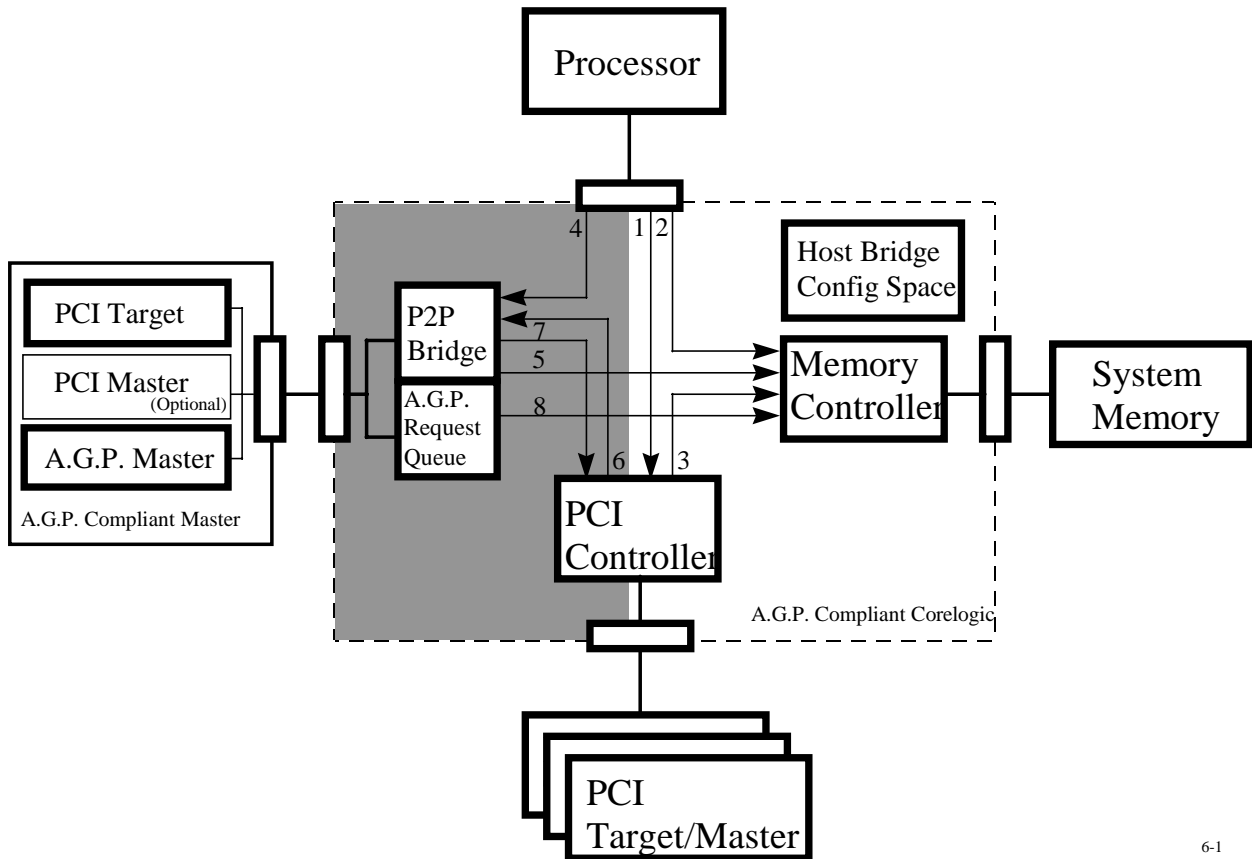 Processor
4
1
2
Host Bridge
Config Space
PCI Target
PCI Master
(Optional)
A.G.P. Master
A.G.P. Compliant Master
P2P
Bridge
A.G.P.
Request
Queue
7
5
8
6
3
Memory
Controller
System
Memory
PCI
Controller
A.G.P. Compliant Corelogic
PCI
Target/Master
6-1